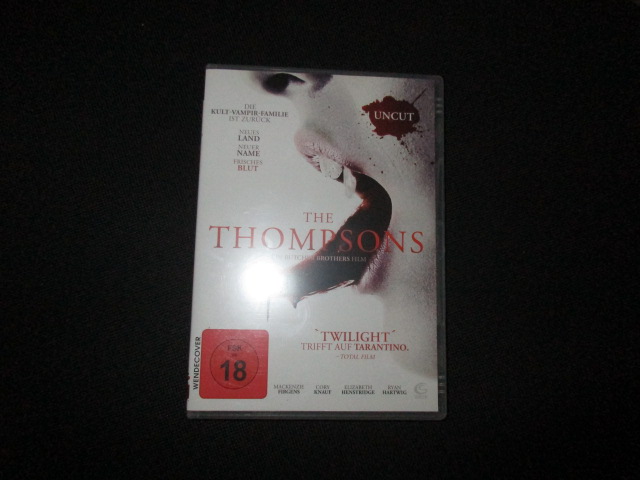 DIE
KULT-VAMPIR-FAMILIE
IST ZURÜCK
NEUES
LAND
NEUER
NAME
FRISCHES
BLUT
UNCUT
THE
THOMPSONS
BROTHERS FILM
"TWILIGHT"
TRIFFT AUF TARANTINO.
– TOTAL FILM
WENDECOVER
FSK
18
MACKENZIE
FIRGENS
CORY
KNAUF
ELIZABETH
HENSTRIDGE
RYAN
HARTWIG